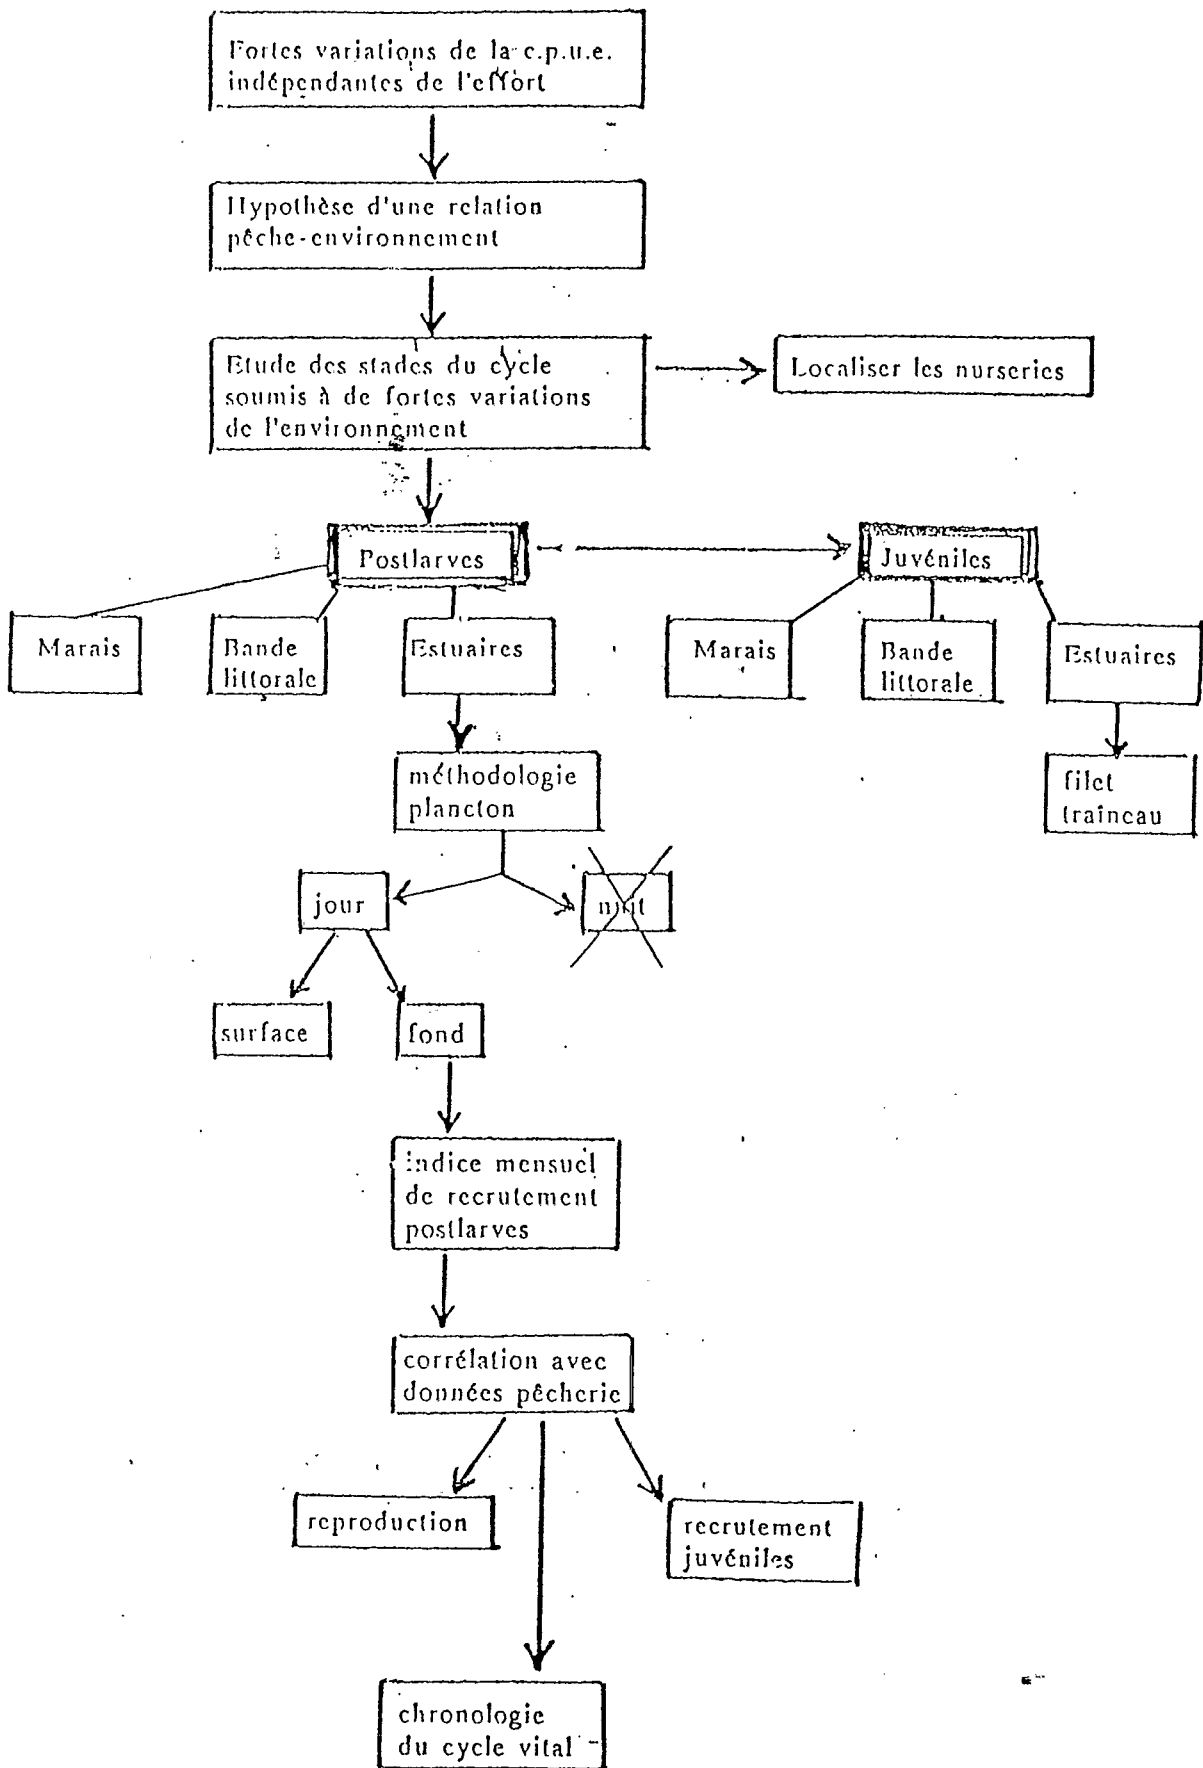 Fortes variations de la c.p.u.e.
indépendantes de l'effort
Hypothèse d'une relation
pêche-environnement
Etude des stades du cycle
soumis à de fortes variations
de l'environnement
Localiser les nurseries
Postlarves
Juvéniles
Marais
Bande
littorale
Estuaires
Marais
Bande
littorale
Estuaires
méthodologie
plancton
filet
traineau
jour
nuit
surface
fond
indice mensuel
de recrutement
postlarves
corrélation avec
données pêcherie
reproduction
recrutement
juvéniles
chronologie
du cycle vital